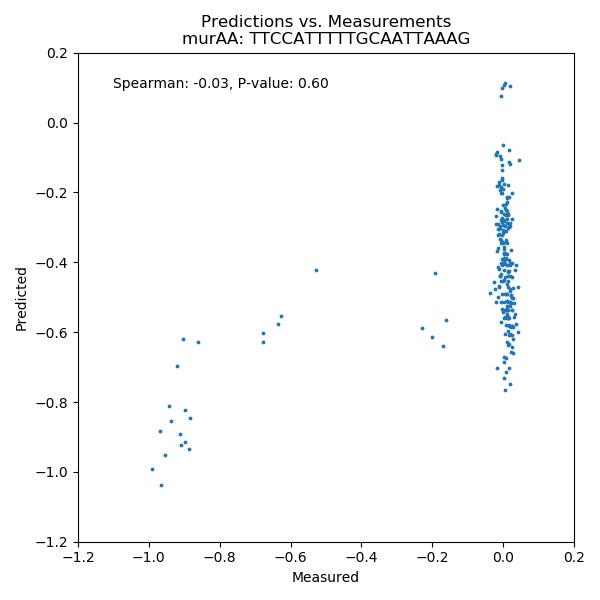 Predictions vs. Measurements
murAA: TTCCATTTTTGCAATTAAAG
Spearman: -0.03, P-value: 0.60
0.2
0.0
−0.2
−0.4
−0.6
−0.8
−1.0
−1.2
Predicted
−1.2 −1.0 −0.8 −0.6 −0.4 −0.2 0.0 0.2
Measured